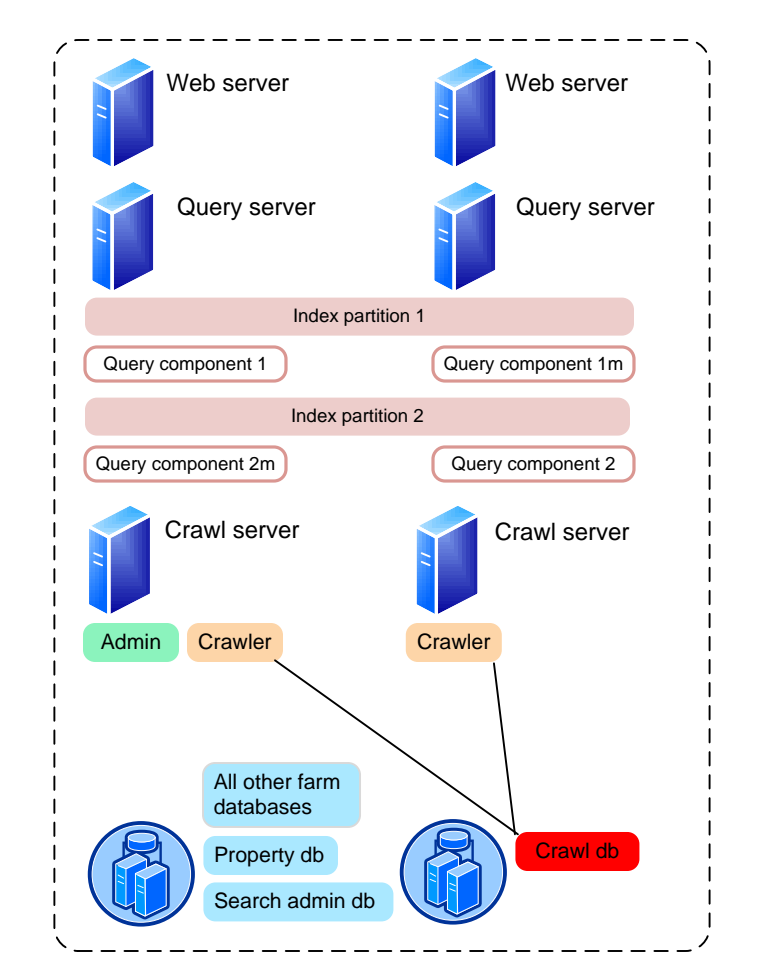 Web server
Web server
Query server
Query server
Index partition 1
Query component 1
Query component 1m
Index partition 2
Query component 2m
Query component 2
Crawl server
Crawl server
Admin
Crawler
Crawler
All other farm
databases
Property db
Search admin db
Crawl db